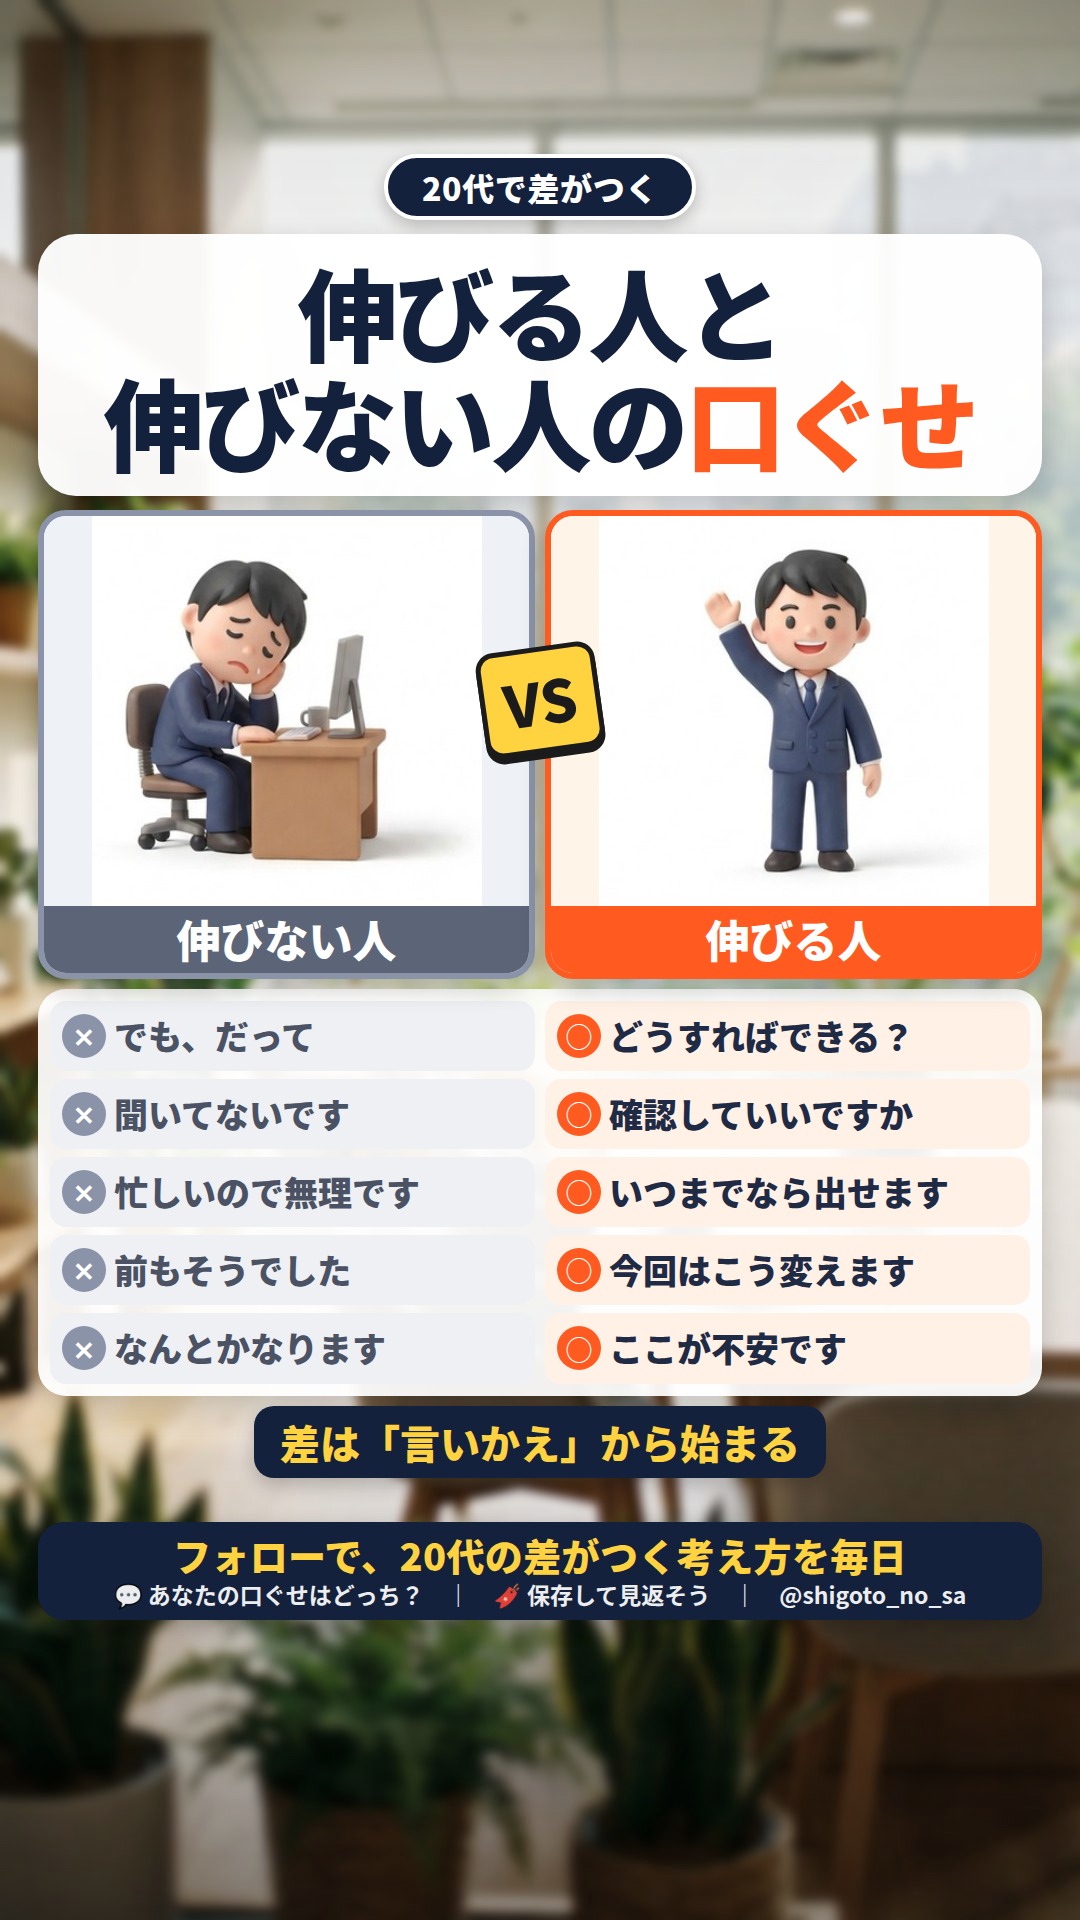 20代で差がつく
伸びる人と
伸びない人の口ぐせ
VS
伸びない人
伸びる人
× でも、だって
〇 どうすればできる？
× 聞いてないです
〇 確認していいですか
× 忙しいので無理です
〇 いつまでなら出せます
× 前もそうでした
〇 今回はこう変えます
× なんとかなります
〇 ここが不安です
差は「言いかえ」から始まる
フォローで、20代の差がつく考え方を毎日
💬 あなたの口ぐせはどっち？ ｜ 🔖 保存して見返そう ｜ @shigoto_no_sa